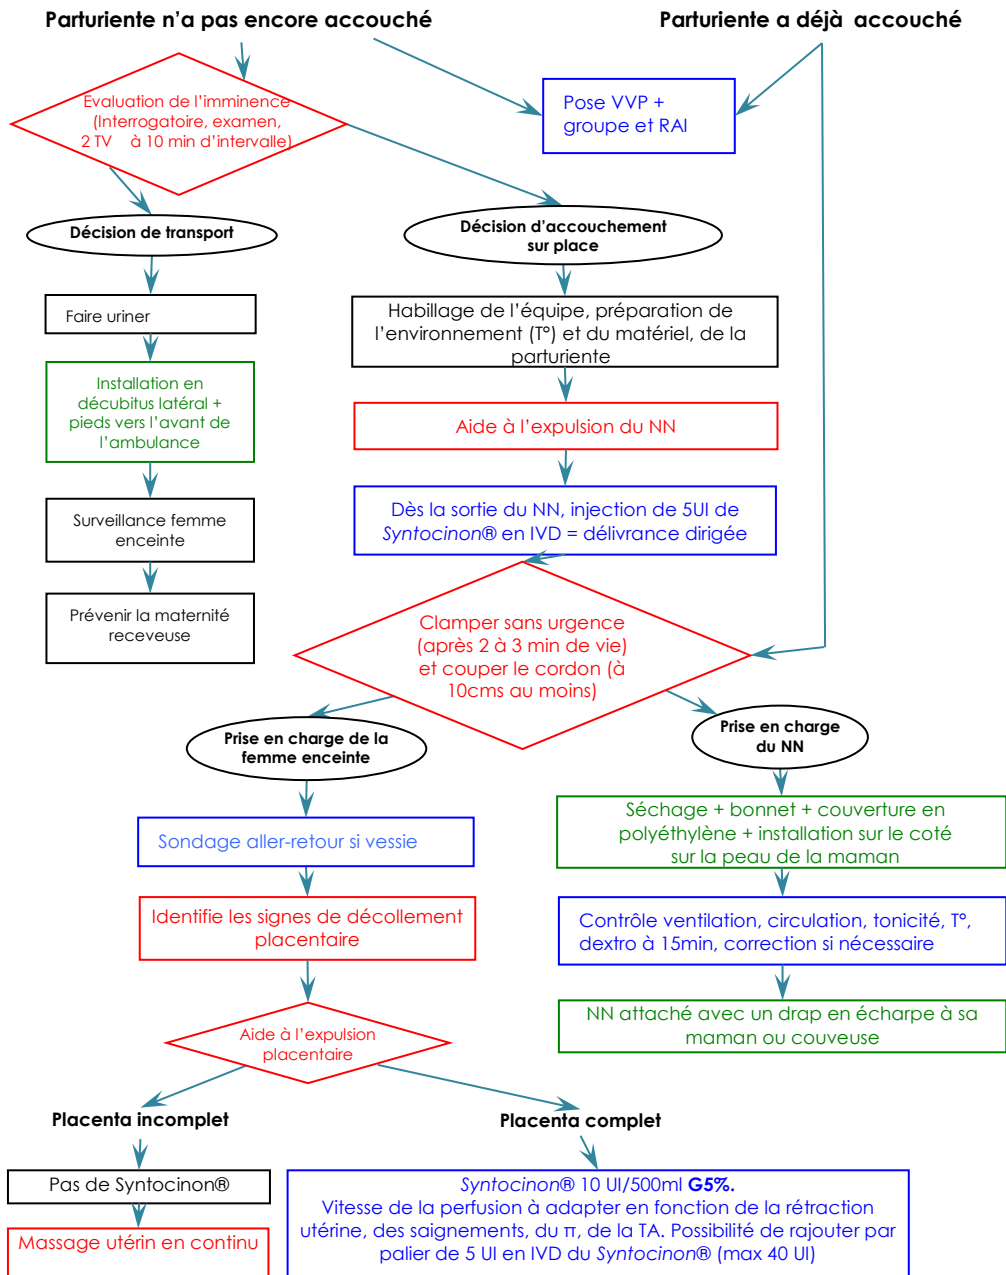 Parturiente n’a pas encore accouché
Parturiente a déjà accouché
Evaluation de l’imminence
(Interrogatoire, examen,
2 TV à 10 min d’intervalle)
Pose VVP +
groupe et RAI
Décision de transport
Décision d’accouchement
sur place
Faire uriner
Installation en
décubitus latéral +
pieds vers l’avant de
l’ambulance
Surveillance femme
enceinte
Prévenir la maternité
receveuse
Habillage de l’équipe, préparation de
l’environnement (T°) et du matériel, de la
parturiente
Aide à l’expulsion du NN
Dès la sortie du NN, injection de 5UI de
Syntocinon® en IVD = délivrance dirigée
Clamper sans urgence
(après 2 à 3 min de vie)
et couper le cordon (à
10cms au moins)
Prise en charge de la
femme enceinte
Prise en charge
du NN
Sondage aller-retour si vessie
Identifie les signes de décollement
placentaire
Aide à l’expulsion
placentaire
Séchage + bonnet + couverture en
polyéthylène + installation sur le coté
sur la peau de la maman
Contrôle ventilation, circulation, tonicité, T°,
dextro à 15min, correction si nécessaire
NN attaché avec un drap en écharpe à sa
maman ou couveuse
Placenta incomplet
Placenta complet
Pas de Syntocinon®
Massage utérin en continu
Syntocinon® 10 UI/500ml G5%.
Vitesse de la perfusion à adapter en fonction de la rétraction
utérine, des saignements, du π, de la TA. Possibilité de rajouter par
palier de 5 UI en IVD du Syntocinon® (max 40 UI)